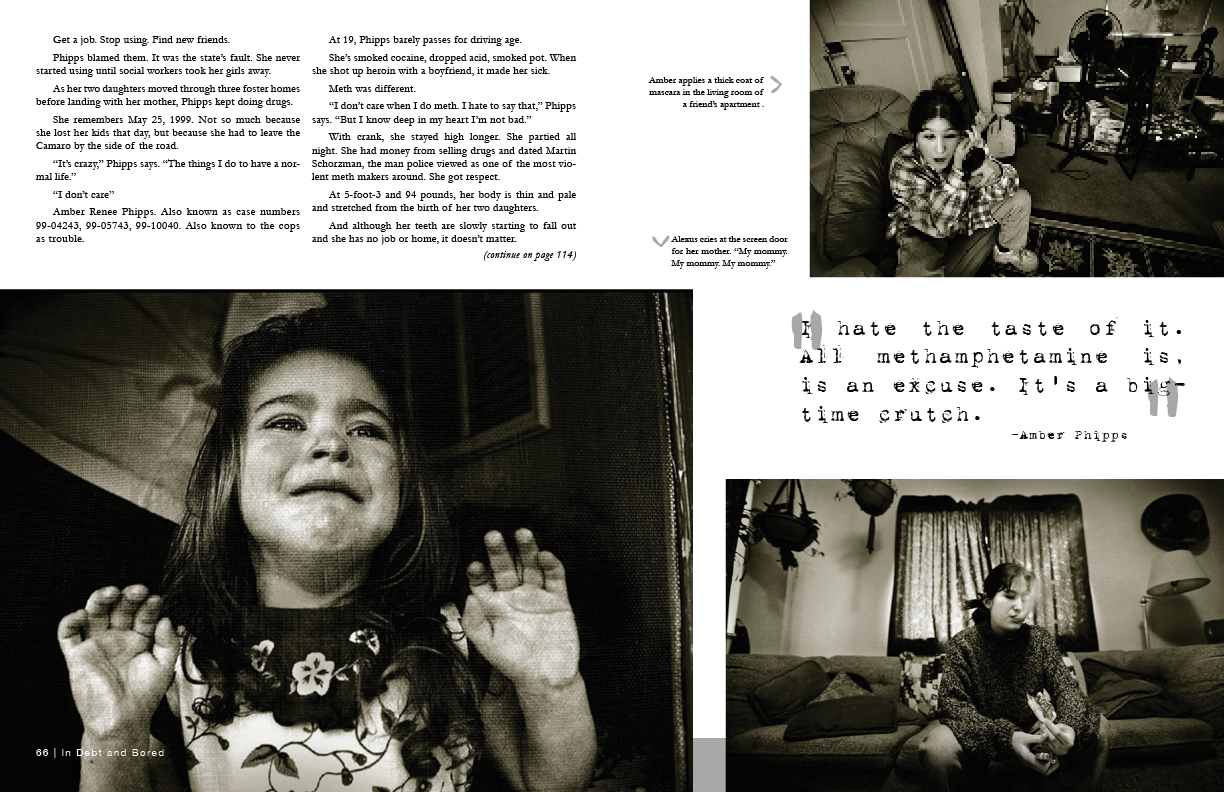 Get a job. Stop using. Find new friends.
Phipps blamed them. It was the state's fault. She never
started using until social workers took her girls away.
As her two daughters moved through three foster homes
before landing with her mother, Phipps kept doing drugs.
She remembers May 25, 1999. Not so much because
she lost her kids that day, but because she had to leave the
Camaro by the side of the road.
“It's crazy,” Phipps says. “The things I do to have a nor-
mal life.”
“I don't care”
Amber Renee Phipps. Also known as case numbers
99-04243, 99-05743, 99-10040. Also known to the cops
as trouble.
At 19, Phipps barely passes for driving age.
She's smoked cocaine, dropped acid, smoked pot. When
she shot up heroin with a boyfriend, it made her sick.
Meth was different.
“I don't care when I do meth. I hate to say that,” Phipps
says. “But I know deep in my heart I'm not bad.”
With crank, she stayed high longer. She partied all
night. She had money from selling drugs and dated Martin
Schorzman, the man police viewed as one of the most vio-
lent meth makers around. She got respect.
At 5-foot-3 and 94 pounds, her body is thin and pale
and stretched from the birth of her two daughters.
And although her teeth are slowly starting to fall out
and she has no job or home, it doesn't matter.
(continue on page 114)
Amber applies a thick coat of
mascara in the living room of
a friend's apartment .
Alexus cries at the screen door
for her mother. “My mommy.
My mommy. My mommy.”
"I hate the taste of it.
All methamphetamine is,
is an excuse. It's a big-
time crutch."
-Amber Phipps
66 | In Debt and Bored